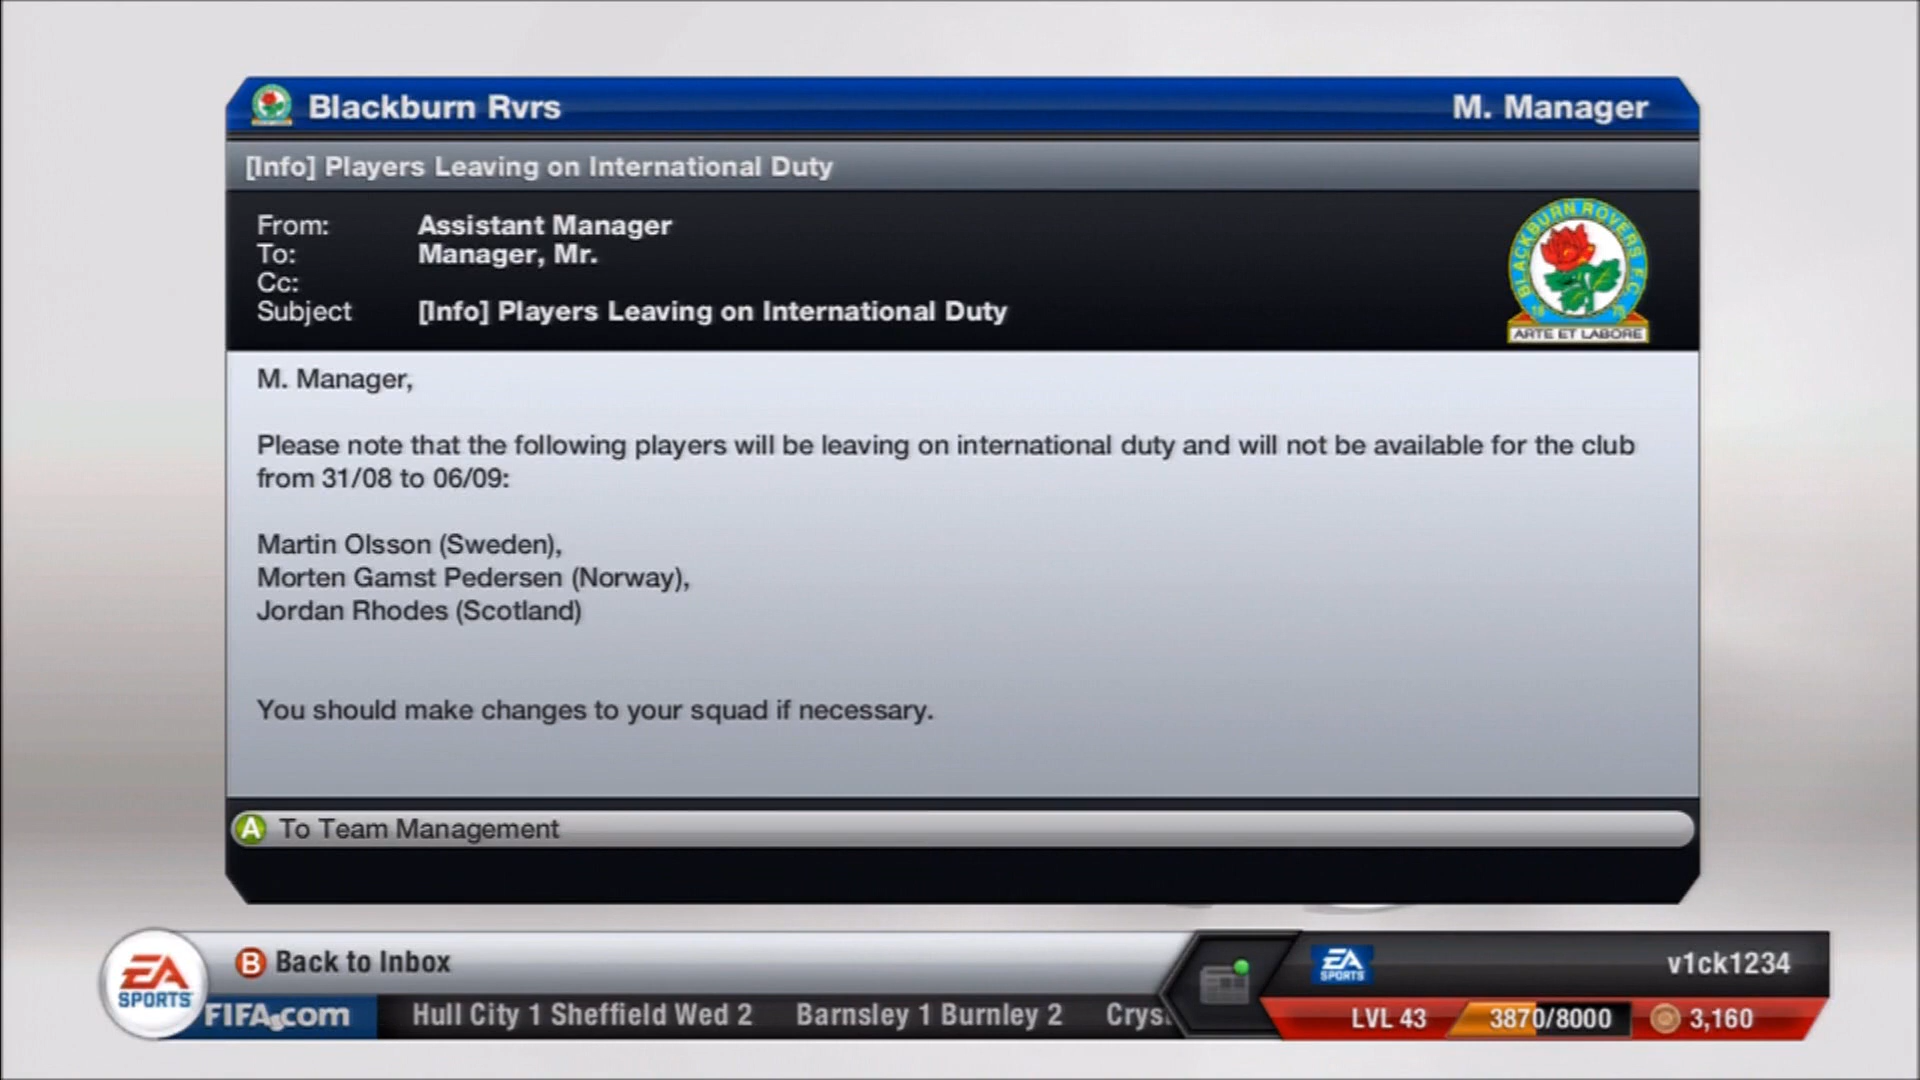 Blackburn Rvrs
M. Manager
[Info] Players Leaving on International Duty
From: Assistant Manager
To: Manager, Mr.
Cc:
Subject [Info] Players Leaving on International Duty
BLACKBURN ROVERS F.C.
18 75
ARTE ET LABORE
M. Manager,
Please note that the following players will be leaving on international duty and will not be available for the club
from 31/08 to 06/09:
Martin Olsson (Sweden),
Morten Gamst Pedersen (Norway),
Jordan Rhodes (Scotland)
You should make changes to your squad if necessary.
A To Team Management
EA SPORTS
B Back to Inbox
EA SPORTS
v1ck1234
FIFA.com
Hull City 1 Sheffield Wed 2 Barnsley 1 Burnley 2 Crys
LVL 43 3870/8000 3,160